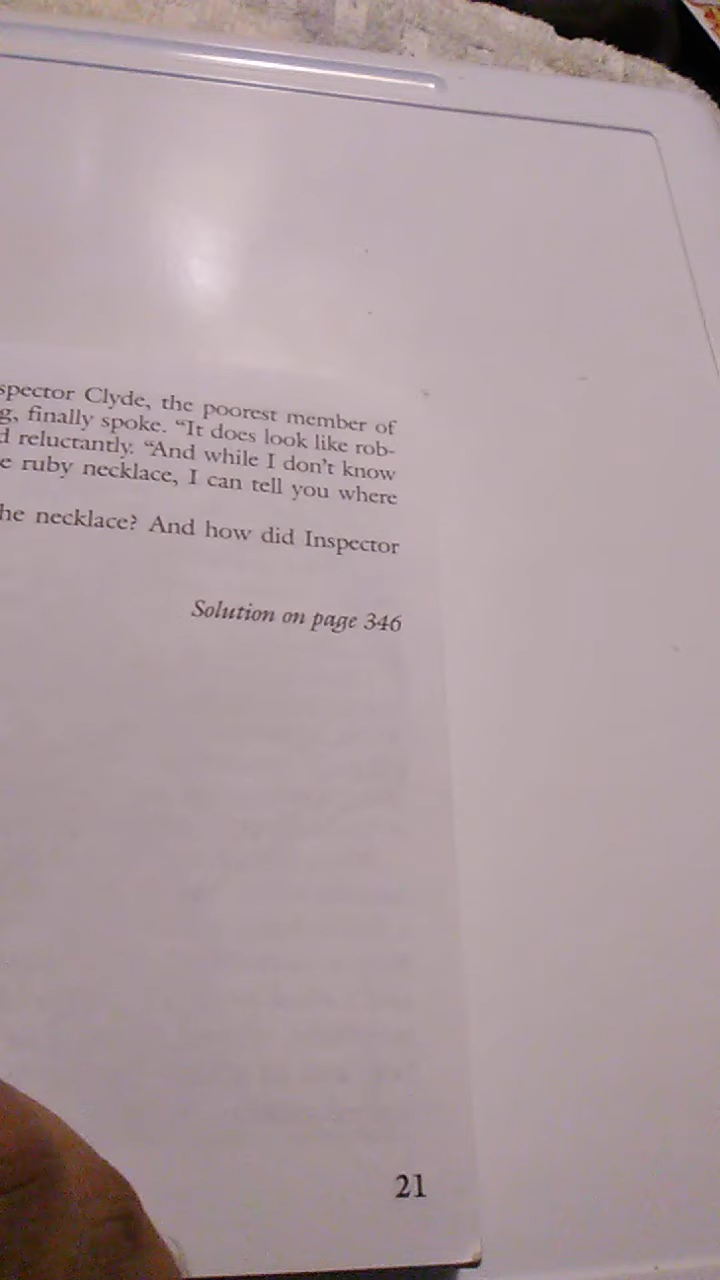 spector Clyde, the poorest member of
g, finally spoke. “It does look like rob-
d reluctantly. “And while I don’t know
e ruby necklace, I can tell you where
he necklace? And how did Inspector
Solution on page 346
21